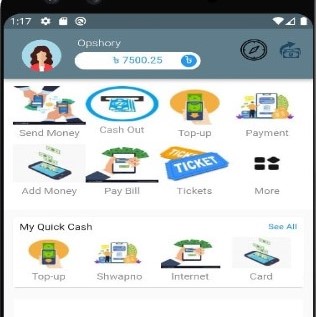 1:17
Opshory
৳ 7500.25 ৳
Send Money Cash Out Top-up Payment
TICKET
TICKET
Add Money Pay Bill Tickets More
My Quick Cash See All
Top-up Shwapno Internet Card